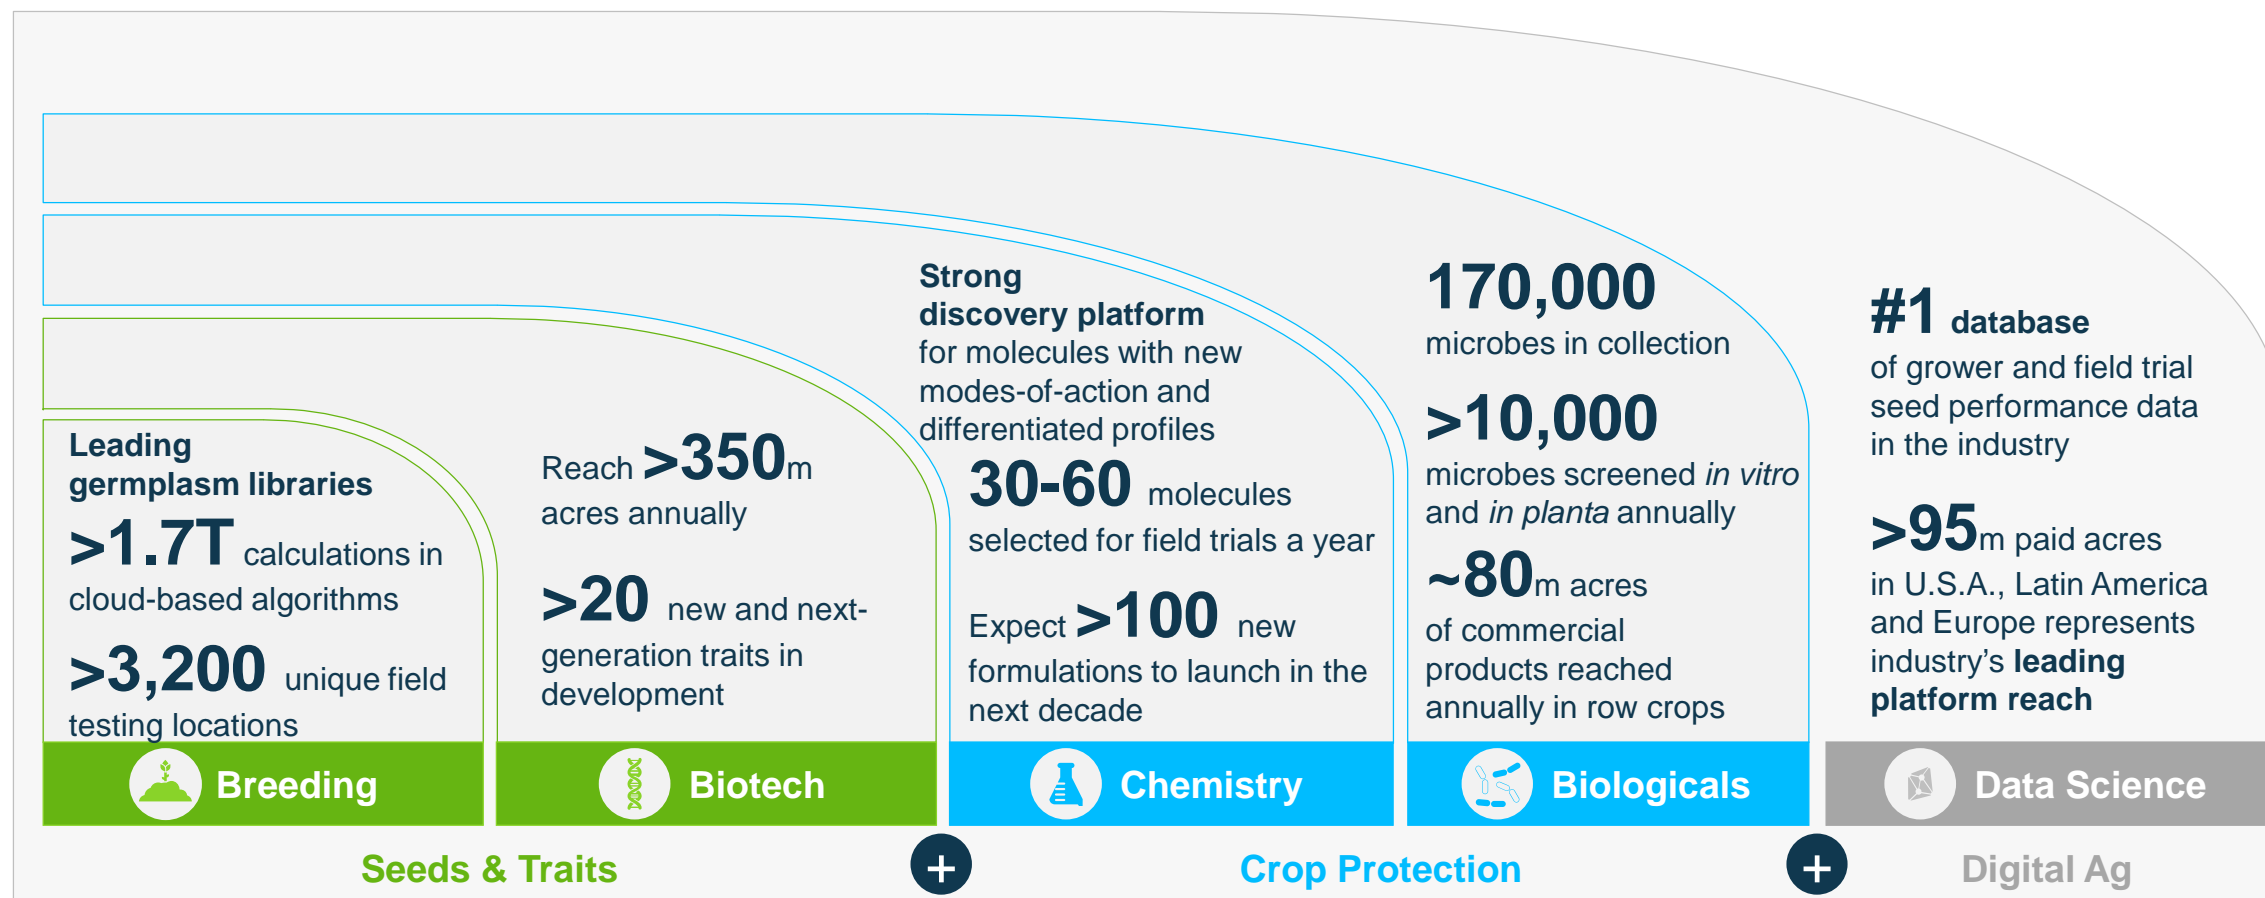 Leading
germplasm libraries
>1.7T calculations in
cloud-based algorithms
>3,200 unique field
testing locations
Breeding
Reach >350m
acres annually
>20 new and next-
generation traits in
development
Biotech
Seeds & Traits
+
Strong
discovery platform
for molecules with new
modes-of-action and
differentiated profiles
30-60 molecules
selected for field trials a year
Expect >100 new
formulations to launch in the
next decade
Chemistry
170,000
microbes in collection
>10,000
microbes screened in vitro
and in planta annually
~80m acres
of commercial
products reached
annually in row crops
Biologicals
Crop Protection
+
#1 database
of grower and field trial
seed performance data
in the industry
>95m paid acres
in U.S.A., Latin America
and Europe represents
industry’s leading
platform reach
Data Science
Digital Ag